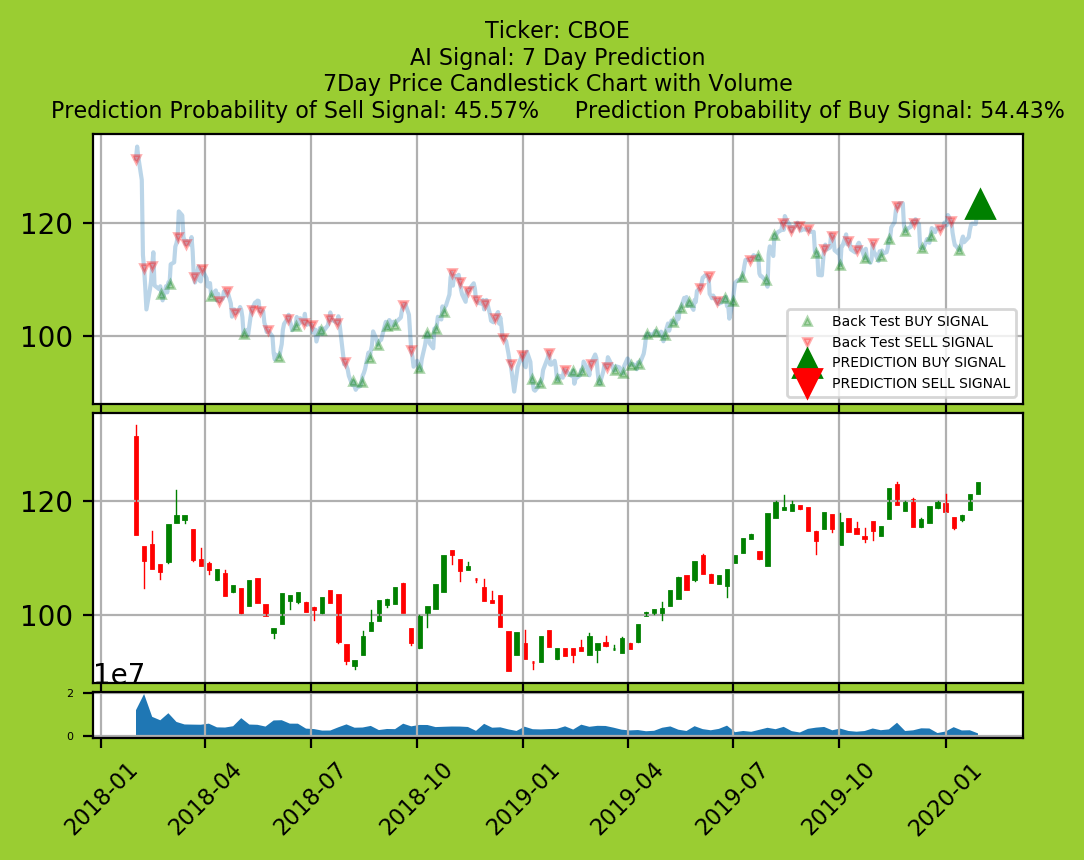 Ticker: CBOE
AI Signal: 7 Day Prediction
7Day Price Candlestick Chart with Volume
Prediction Probability of Sell Signal: 45.57%     Prediction Probability of Buy Signal: 54.43%
120
100
Back Test BUY SIGNAL
Back Test SELL SIGNAL
PREDICTION BUY SIGNAL
PREDICTION SELL SIGNAL
120
100
1e7
2
0
2018-01
2018-04
2018-07
2018-10
2019-01
2019-04
2019-07
2019-10
2020-01